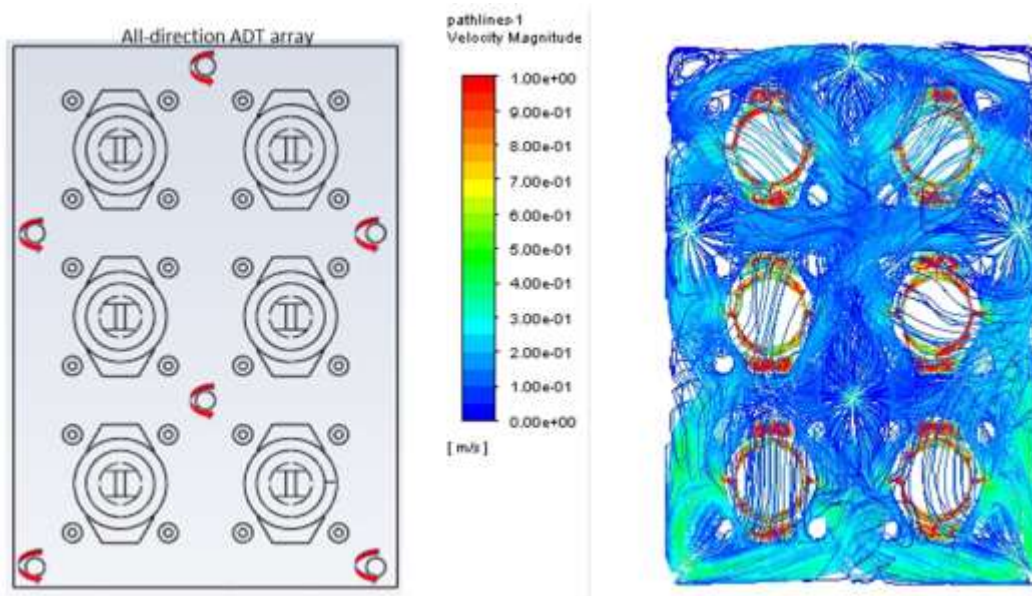 All-direction ADT array
pathlines-1
Velocity Magnitude
1.00e+00
9.00e-01
8.00e-01
7.00e-01
6.00e-01
5.00e-01
4.00e-01
3.00e-01
2.00e-01
1.00e-01
0.00e+00
[ m/s ]